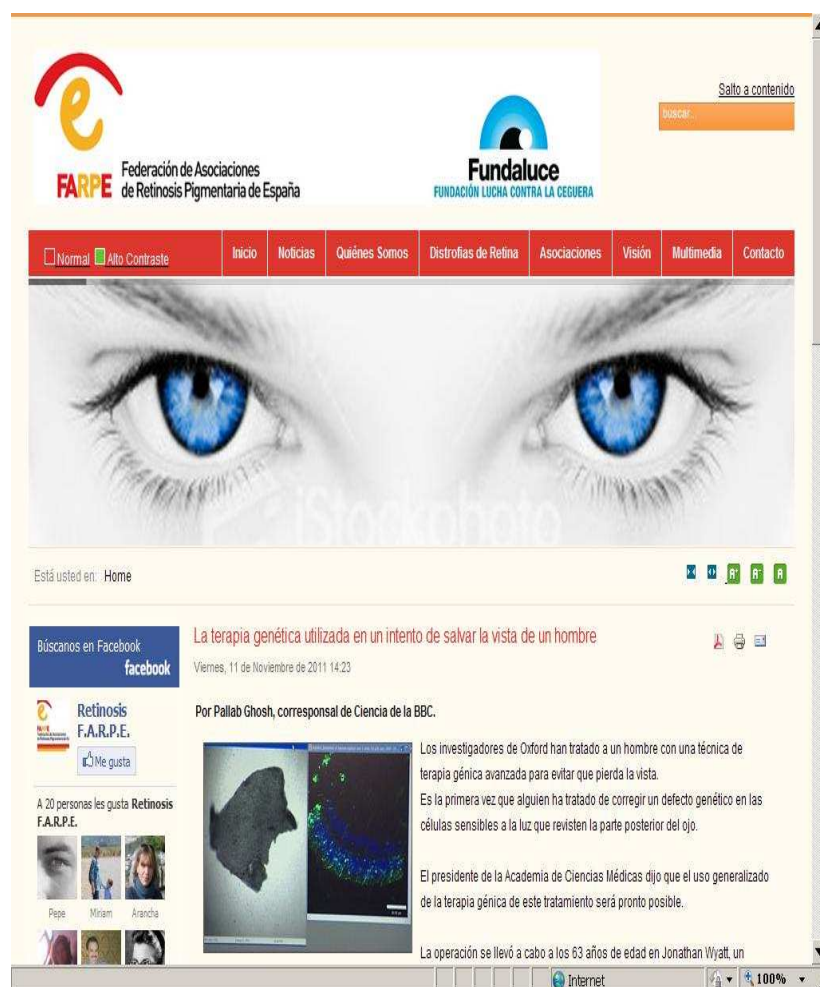 Salto a contenido
buscar...
FARPE
Federación de Asociaciones
de Retinosis Pigmentaria de España
Fundaluce
FUNDACIÓN LUCHA CONTRA LA CEGUERA
Normal Alto Contraste Inicio Noticias Quiénes Somos Distrofias de Retina Asociaciones Visión Multimedia Contacto
iStockphoto
Está usted en: Home
A+ A- A
Búscanos en Facebook
facebook
Retinosis
F.A.R.P.E.
Me gusta
A 20 personas les gusta Retinosis
F.A.R.P.E.
Pepe Miriam Arancha
La terapia genética utilizada en un intento de salvar la vista de un hombre
Viernes, 11 de Noviembre de 2011 14:23
Por Pallab Ghosh, corresponsal de Ciencia de la BBC.
Los investigadores de Oxford han tratado a un hombre con una técnica de
terapia génica avanzada para evitar que pierda la vista.
Es la primera vez que alguien ha tratado de corregir un defecto genético en las
células sensibles a la luz que revisten la parte posterior del ojo.
El presidente de la Academia de Ciencias Médicas dijo que el uso generalizado
de la terapia génica de este tratamiento será pronto posible.
La operación se llevó a cabo a los 63 años de edad en Jonathan Wyatt, un
Internet
100%